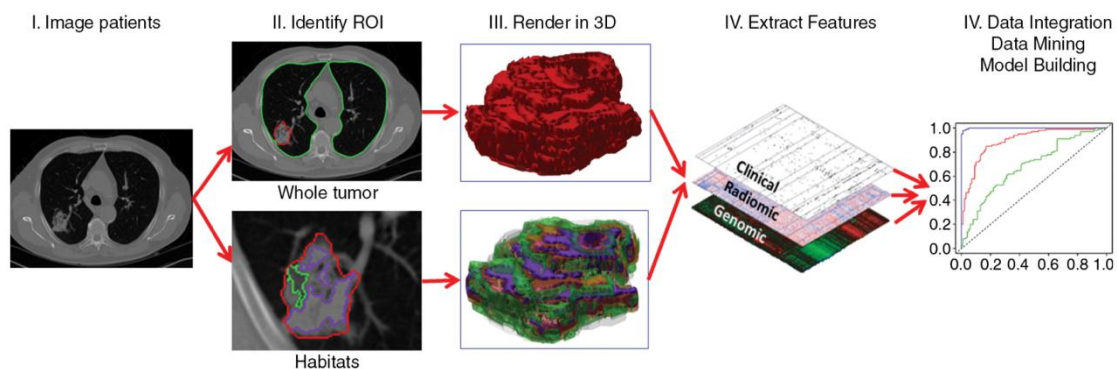 I. Image patients
II. Identify ROI
III. Render in 3D
IV. Extract Features
IV. Data Integration
Data Mining
Model Building
Whole tumor
Habitats
Clinical
Radiomic
Genomic
1.0
0.8
0.6
0.4
0.2
0.0
0.0 0.2 0.4 0.6 0.8 1.0